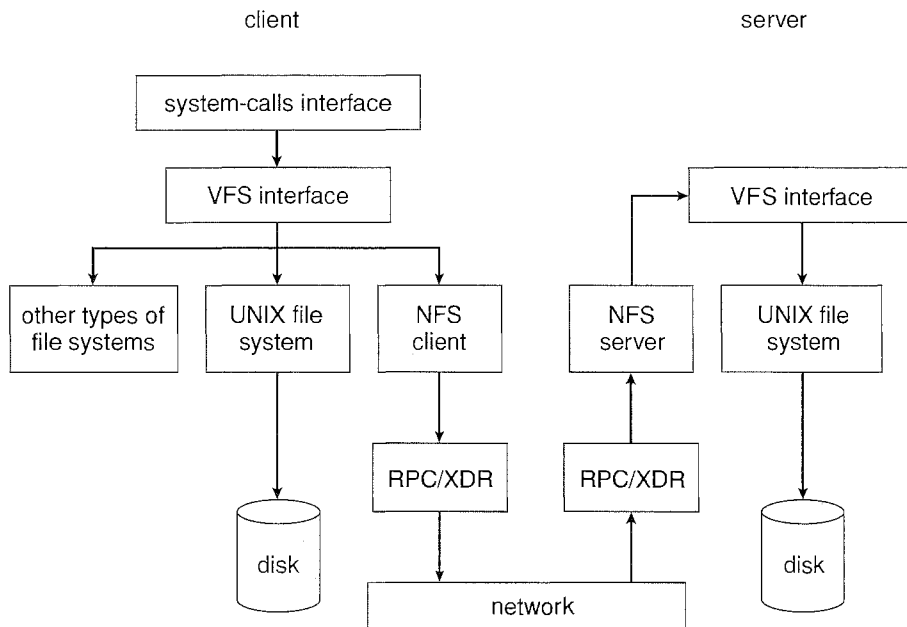 client
server
system-calls interface
VFS interface
VFS interface
other types of
file systems
UNIX file
system
NFS
client
NFS
server
UNIX file
system
RPC/XDR
RPC/XDR
disk
disk
network